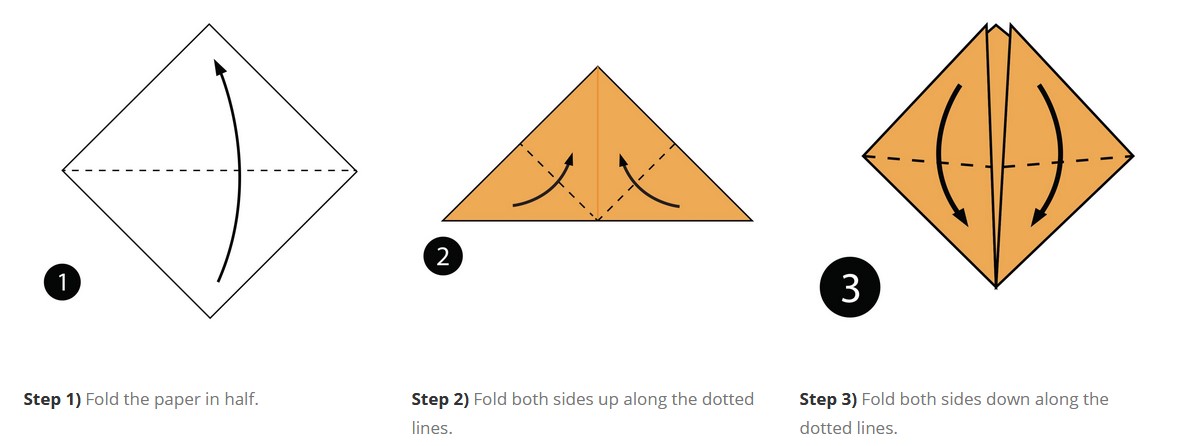 1
2
3
Step 1) Fold the paper in half.
Step 2) Fold both sides up along the dotted
lines.
Step 3) Fold both sides down along the
dotted lines.